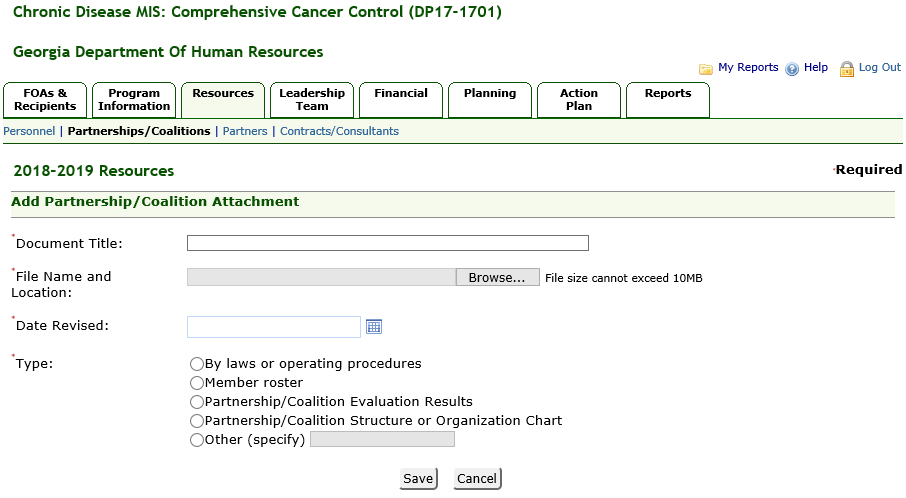 Chronic Disease MIS: Comprehensive Cancer Control (DP17-1701)
Georgia Department Of Human Resources
My Reports Help Log Out
FOAs & Recipients Program Information Resources Leadership Team Financial Planning Action Plan Reports
Personnel | Partnerships/Coalitions | Partners | Contracts/Consultants
2018-2019 Resources *Required
Add Partnership/Coalition Attachment
*Document Title:
*File Name and Location: Browse... File size cannot exceed 10MB
*Date Revised:
*Type: By laws or operating procedures
Member roster
Partnership/Coalition Evaluation Results
Partnership/Coalition Structure or Organization Chart
Other (specify)
Save Cancel